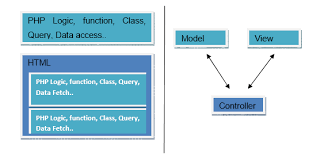 PHP Logic, function, Class,
Query, Data access..
HTML
PHP Logic, function, Class, Query,
Data Fetch..
PHP Logic, function, Class, Query,
Data Fetch..
Model
View
Controller